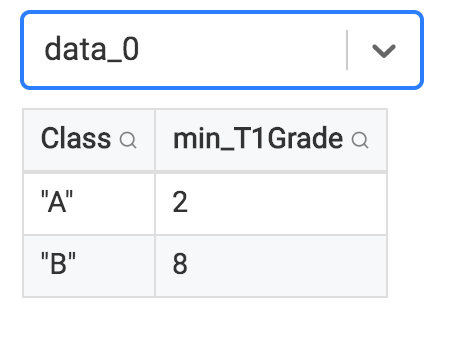 data_0
Class min_T1Grade
"A" 2
"B" 8